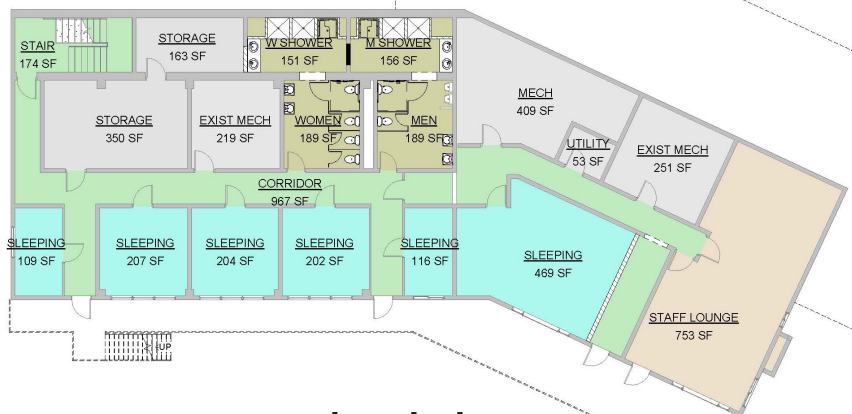 STAIR
174 SF
STORAGE
163 SF
W SHOWER
151 SF
M SHOWER
156 SF
MECH
409 SF
STORAGE
350 SF
EXIST MECH
219 SF
WOMEN
189 SF
MEN
189 SF
UTILITY
53 SF
EXIST MECH
251 SF
CORRIDOR
967 SF
SLEEPING
109 SF
SLEEPING
207 SF
SLEEPING
204 SF
SLEEPING
202 SF
SLEEPING
116 SF
SLEEPING
469 SF
STAFF LOUNGE
753 SF
UP